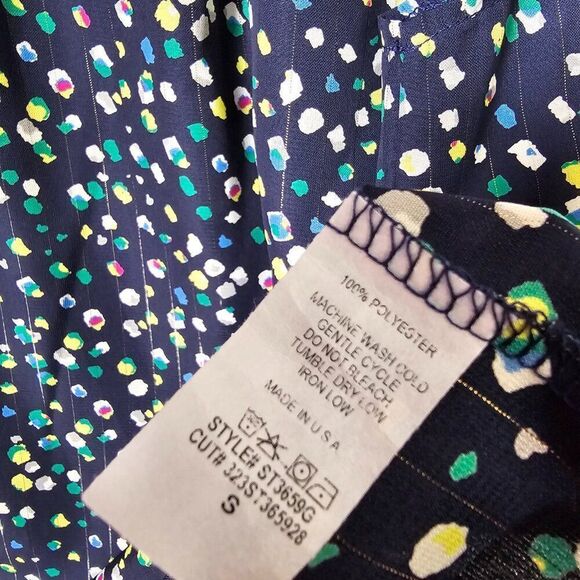 100% POLYESTER
MACHINE WASH COLD
GENTLE CYCLE
DO NOT BLEACH
TUMBLE DRY LOW
IRON LOW
MADE IN U.S.A
STYLE# ST3659G
CUT# 323ST365928
S